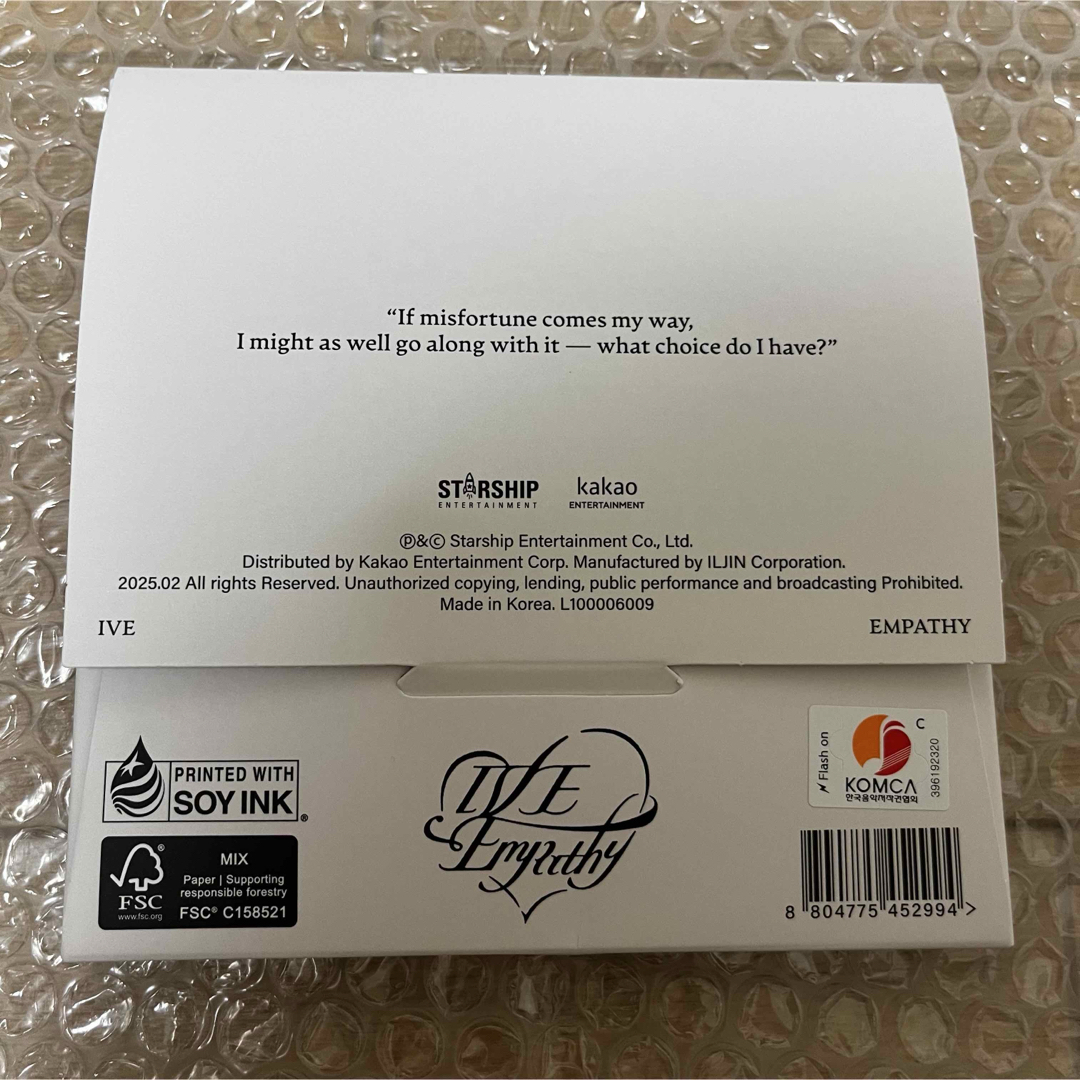 “If misfortune comes my way,
I might as well go along with it — what choice do I have?”
STARSHIP
ENTERTAINMENT
kakao
ENTERTAINMENT
Ⓟ&Ⓒ Starship Entertainment Co., Ltd.
Distributed by Kakao Entertainment Corp. Manufactured by ILJIN Corporation.
2025.02 All rights Reserved. Unauthorized copying, lending, public performance and broadcasting Prohibited.
Made in Korea. L100006009
IVE
EMPATHY
PRINTED WITH
SOY INK®
FSC®
www.fsc.org
MIX
Paper | Supporting
responsible forestry
FSC® C158521
IVE
Empathy
Flash on
C
KOMCA
한국음악저작권협회
396192320
8 804775 452994 >